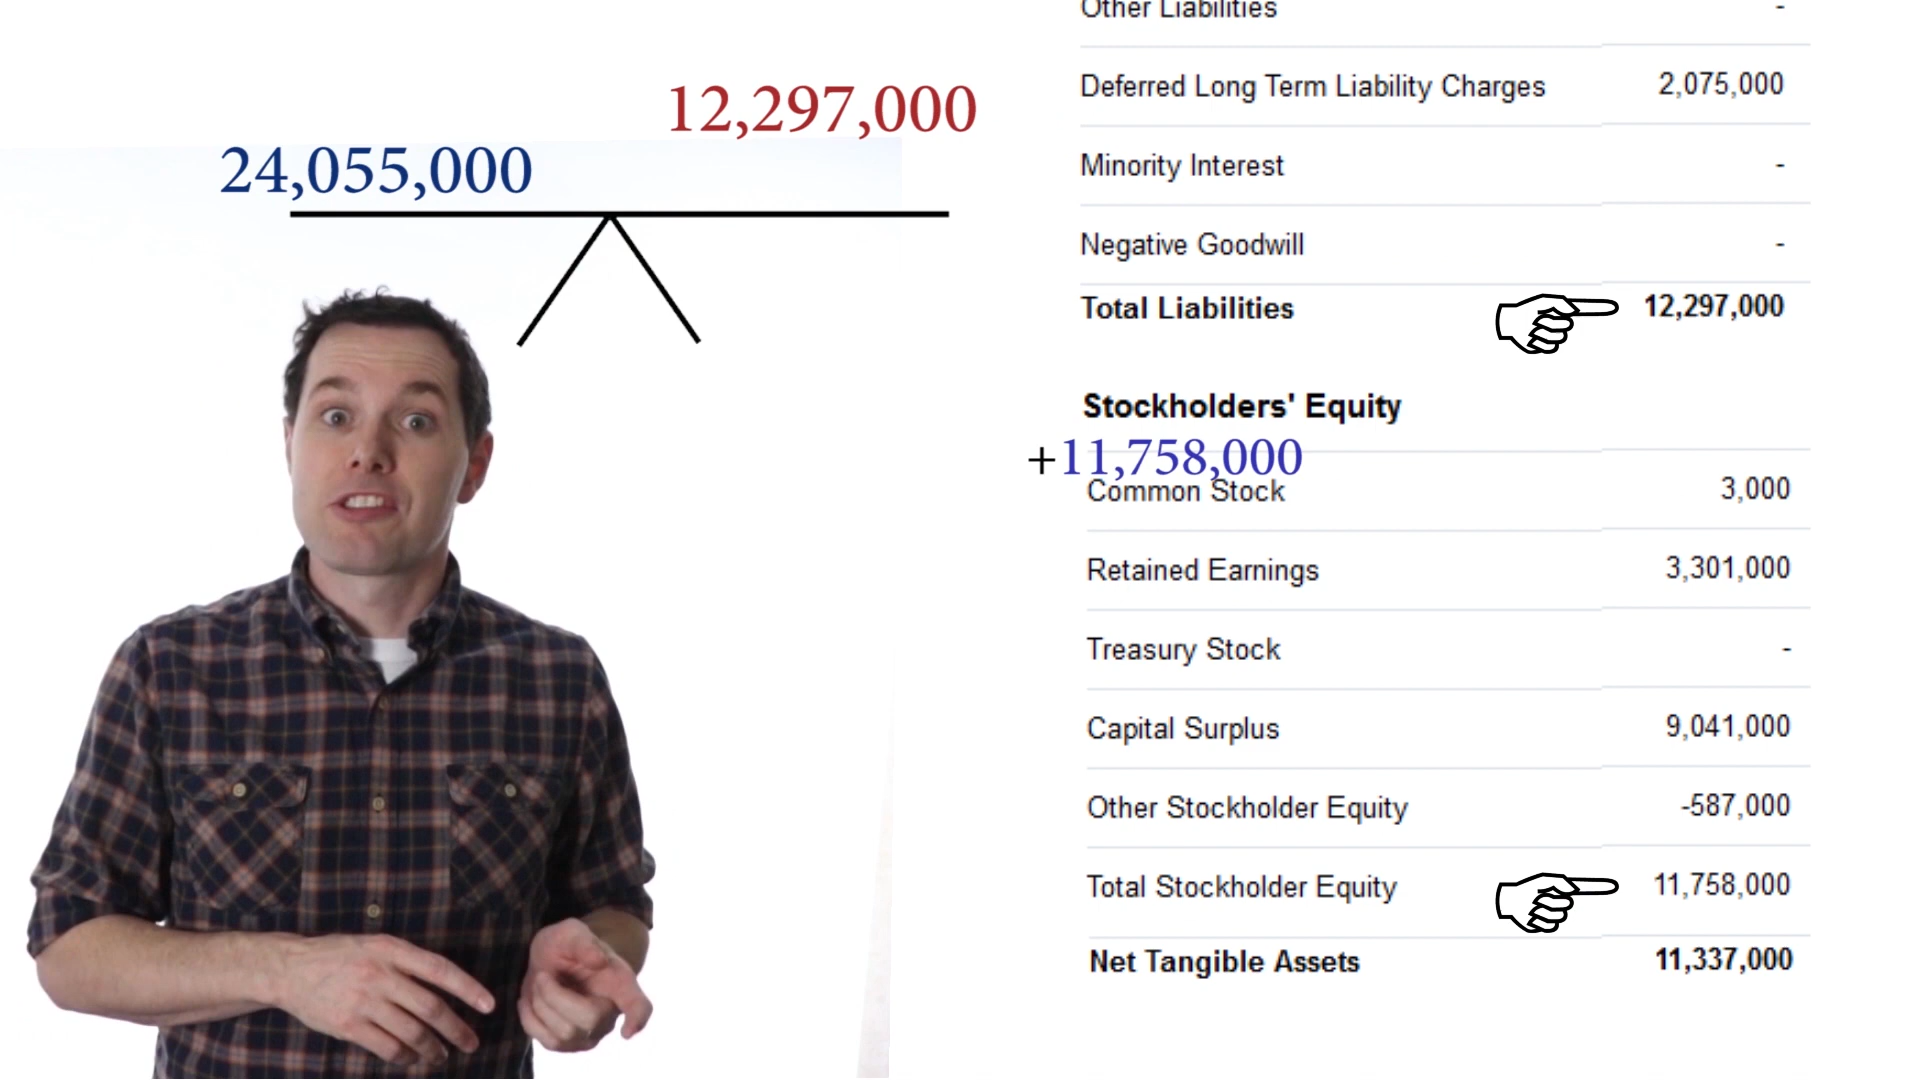 12,297,000
24,055,000
Other Liabilities -
Deferred Long Term Liability Charges 2,075,000
Minority Interest -
Negative Goodwill -
Total Liabilities 12,297,000
Stockholders' Equity
+11,758,000
Common Stock 3,000
Retained Earnings 3,301,000
Treasury Stock -
Capital Surplus 9,041,000
Other Stockholder Equity -587,000
Total Stockholder Equity 11,758,000
Net Tangible Assets 11,337,000